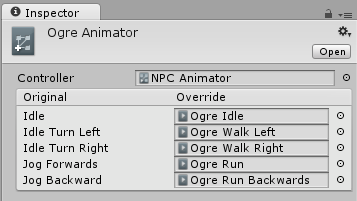 Inspector
Ogre Animator
Open
Controller NPC Animator
Original Override
Idle Ogre Idle
Idle Turn Left Ogre Walk Left
Idle Turn Right Ogre Walk Right
Jog Forwards Ogre Run
Jog Backward Ogre Run Backwards